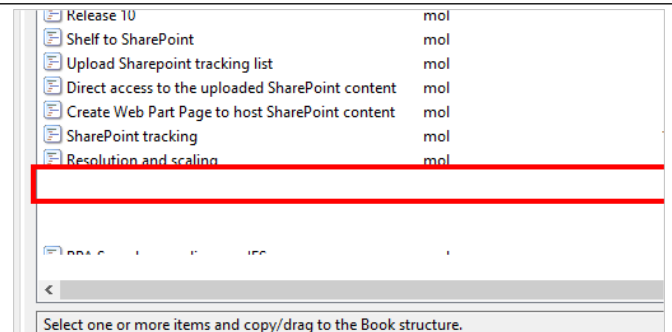 Release 10 mol
Shelf to SharePoint mol
Upload Sharepoint tracking list mol
Direct access to the uploaded SharePoint content mol
Create Web Part Page to host SharePoint content mol
SharePoint tracking mol
Resolution and scaling mol
Select one or more items and copy/drag to the Book structure.